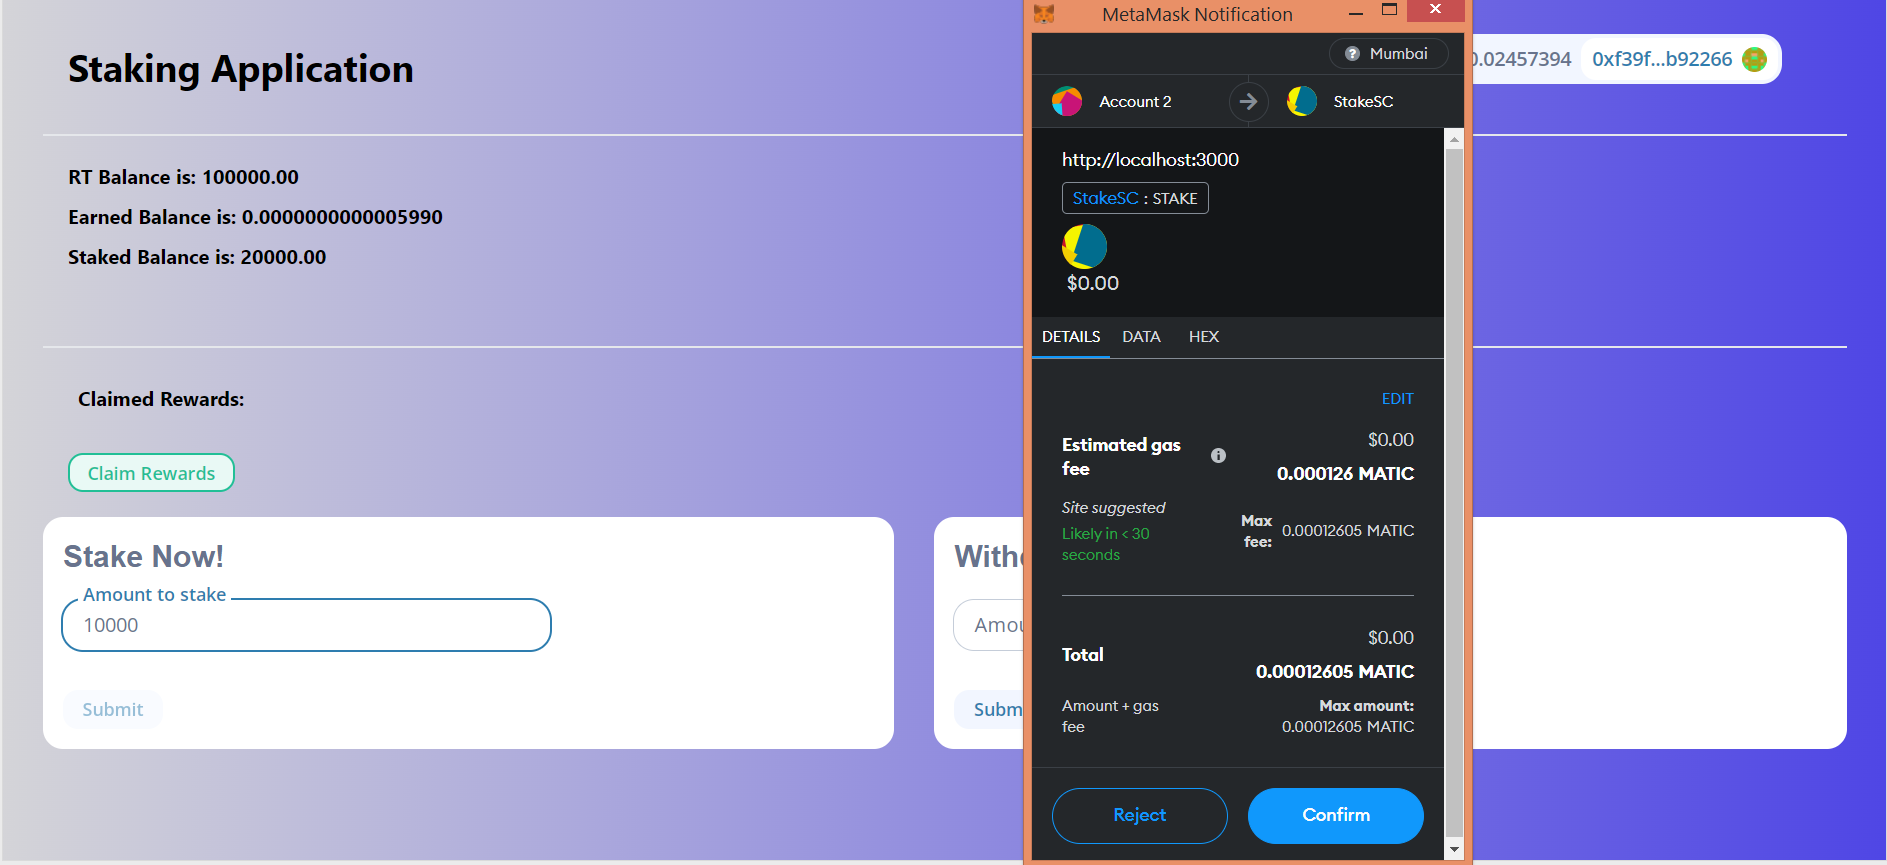 Staking Application
RT Balance is: 100000.00
Earned Balance is: 0.0000000000005990
Staked Balance is: 20000.00
Claimed Rewards:
Claim Rewards
Stake Now!
Amount to stake
10000
Submit
MetaMask Notification
Mumbai
.02457394 0xf39f...b92266
Account 2
StakeSC
http://localhost:3000
StakeSC : STAKE
$0.00
DETAILS DATA HEX
EDIT
Estimated gas
fee
$0.00
0.000126 MATIC
Site suggested
Likely in < 30
seconds
Max
fee:
0.00012605 MATIC
Total
$0.00
0.00012605 MATIC
Amount + gas
fee
Max amount:
0.00012605 MATIC
Reject
Confirm